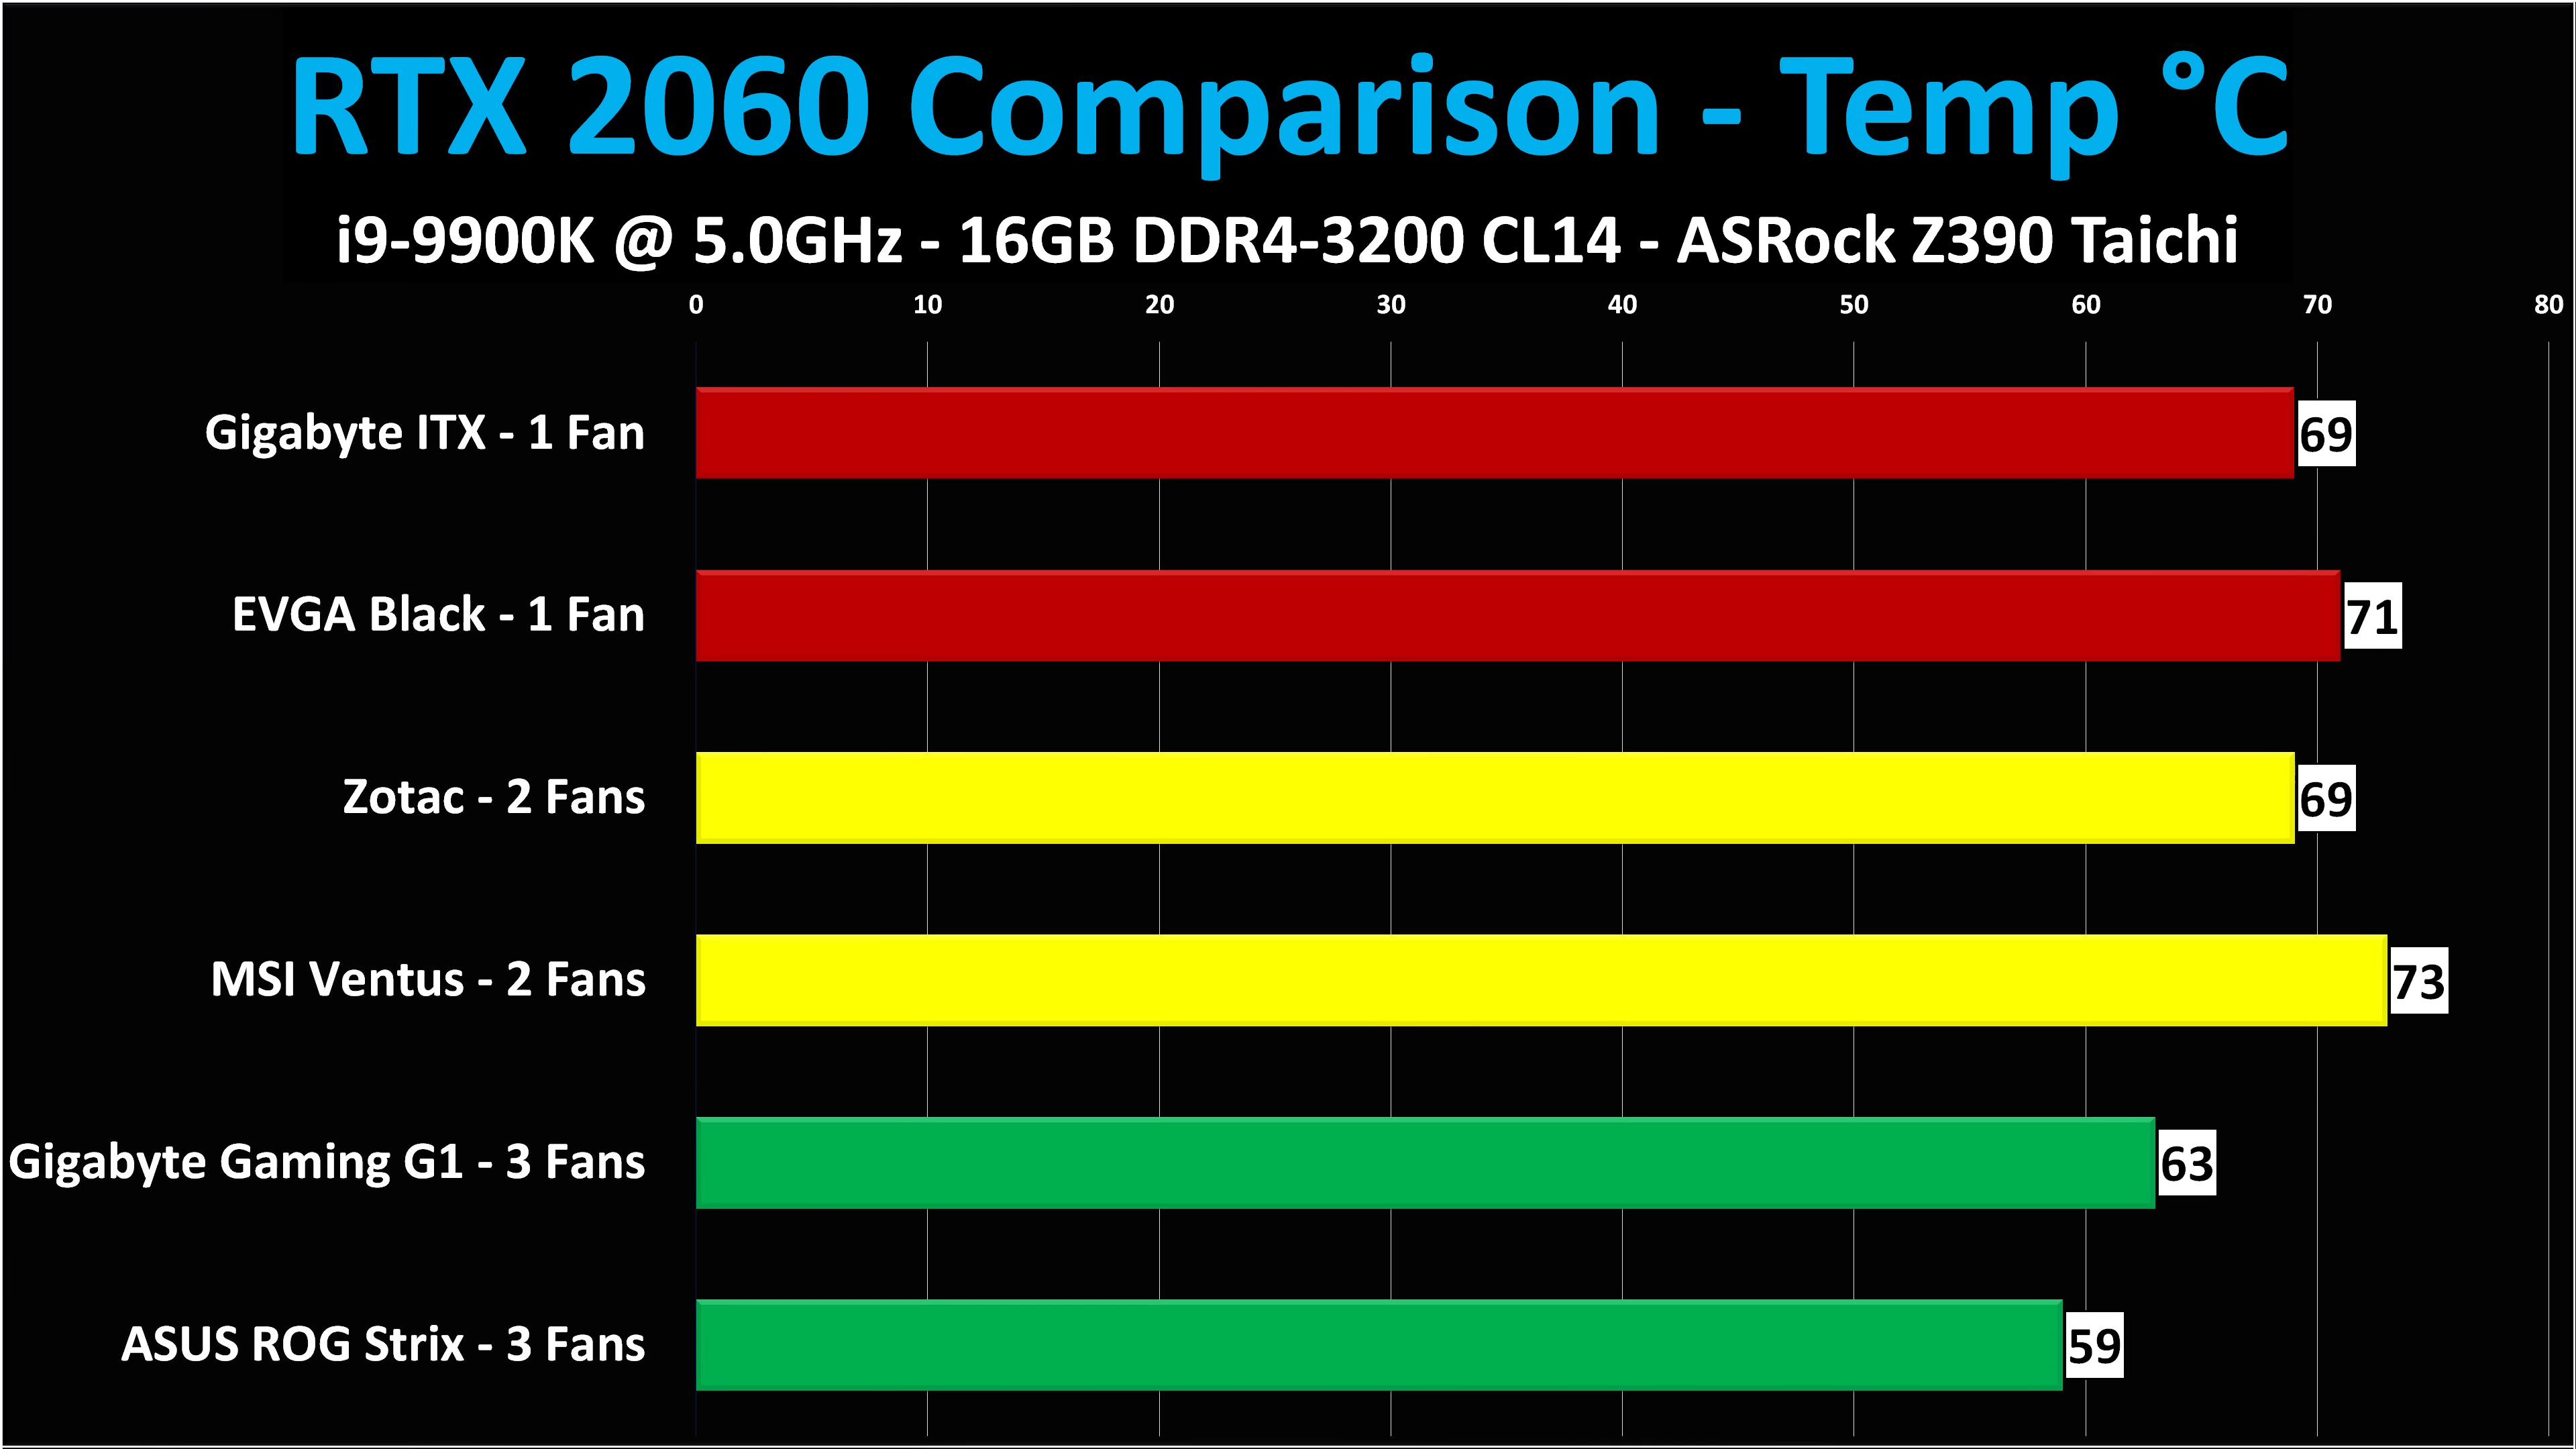 RTX 2060 Comparison - Temp °C
i9-9900K @ 5.0GHz - 16GB DDR4-3200 CL14 - ASRock Z390 Taichi
0 10 20 30 40 50 60 70 80
Gigabyte ITX - 1 Fan 69
EVGA Black - 1 Fan 71
Zotac - 2 Fans 69
MSI Ventus - 2 Fans 73
Gigabyte Gaming G1 - 3 Fans 63
ASUS ROG Strix - 3 Fans 59